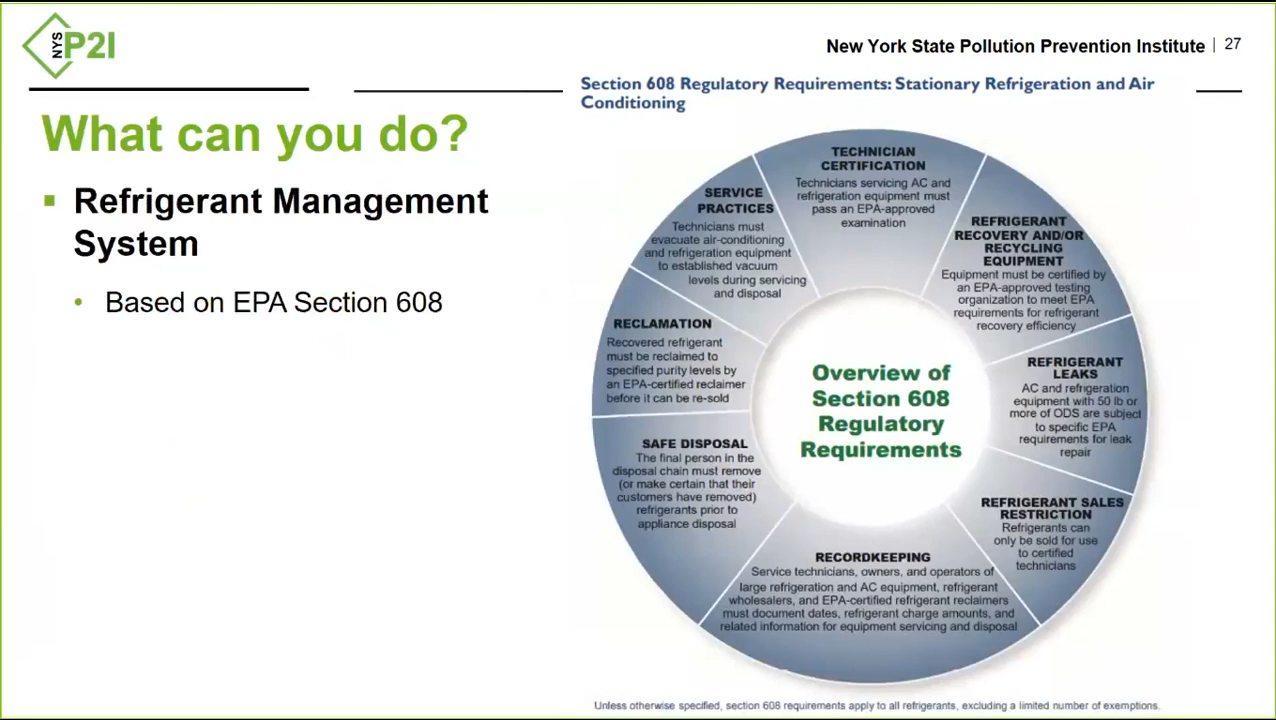 NYS
P2I
New York State Pollution Prevention Institute | 27
What can you do?
▪ Refrigerant Management
System
• Based on EPA Section 608
Section 608 Regulatory Requirements: Stationary Refrigeration and Air
Conditioning
TECHNICIAN
CERTIFICATION
Technicians servicing AC and
refrigeration equipment must
pass an EPA-approved
examination
REFRIGERANT
RECOVERY AND/OR
RECYCLING
EQUIPMENT
Equipment must be certified by
an EPA-approved testing
organization to meet EPA
requirements for refrigerant
recovery efficiency
REFRIGERANT
LEAKS
AC and refrigeration
equipment with 50 lb or
more of ODS are subject
to specific EPA
requirements for leak
repair
REFRIGERANT SALES
RESTRICTION
Refrigerants can
only be sold for use
to certified
technicians
RECORDKEEPING
Service technicians, owners, and operators of
large refrigeration and AC equipment, refrigerant
wholesalers, and EPA-certified refrigerant reclaimers
must document dates, refrigerant charge amounts, and
related information for equipment servicing and disposal
SAFE DISPOSAL
The final person in the
disposal chain must remove
(or make certain that their
customers have removed)
refrigerants prior to
appliance disposal
RECLAMATION
Recovered refrigerant
must be reclaimed to
specified purity levels by
an EPA-certified reclaimer
before it can be re-sold
SERVICE
PRACTICES
Technicians must
evacuate air-conditioning
and refrigeration equipment
to established vacuum
levels during servicing
and disposal
Overview of
Section 608
Regulatory
Requirements
Unless otherwise specified, section 608 requirements apply to all refrigerants, excluding a limited number of exemptions.